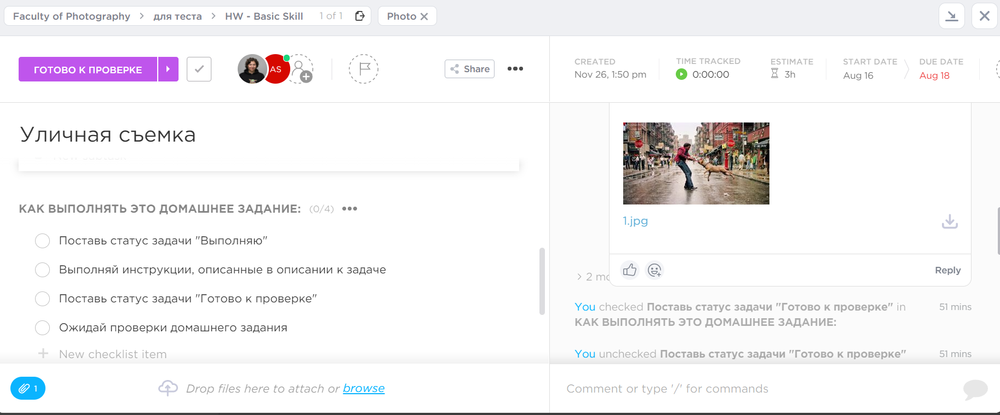 Faculty of Photography > для теста > HW - Basic Skill 1 of 1
Photo
ГОТОВО К ПРОВЕРКЕ
AS
Share
CREATED
Nov 26, 1:50 pm
TIME TRACKED
0:00:00
ESTIMATE
3h
START DATE
Aug 16
DUE DATE
Aug 18
Уличная съемка
New subtask
КАК ВЫПОЛНЯТЬ ЭТО ДОМАШНЕЕ ЗАДАНИЕ: (0/4)
Поставь статус задачи "Выполняю"
Выполняй инструкции, описанные в описании к задаче
Поставь статус задачи "Готово к проверке"
Ожидай проверки домашнего задания
New checklist item
1
Drop files here to attach or browse
STOP
STOP
1.jpg
Reply
> 2
You checked Поставь статус задачи "Готово к проверке" in 51 mins
КАК ВЫПОЛНЯТЬ ЭТО ДОМАШНЕЕ ЗАДАНИЕ:
You unchecked Поставь статус задачи "Готово к проверке" 51 mins
Comment or type '/' for commands